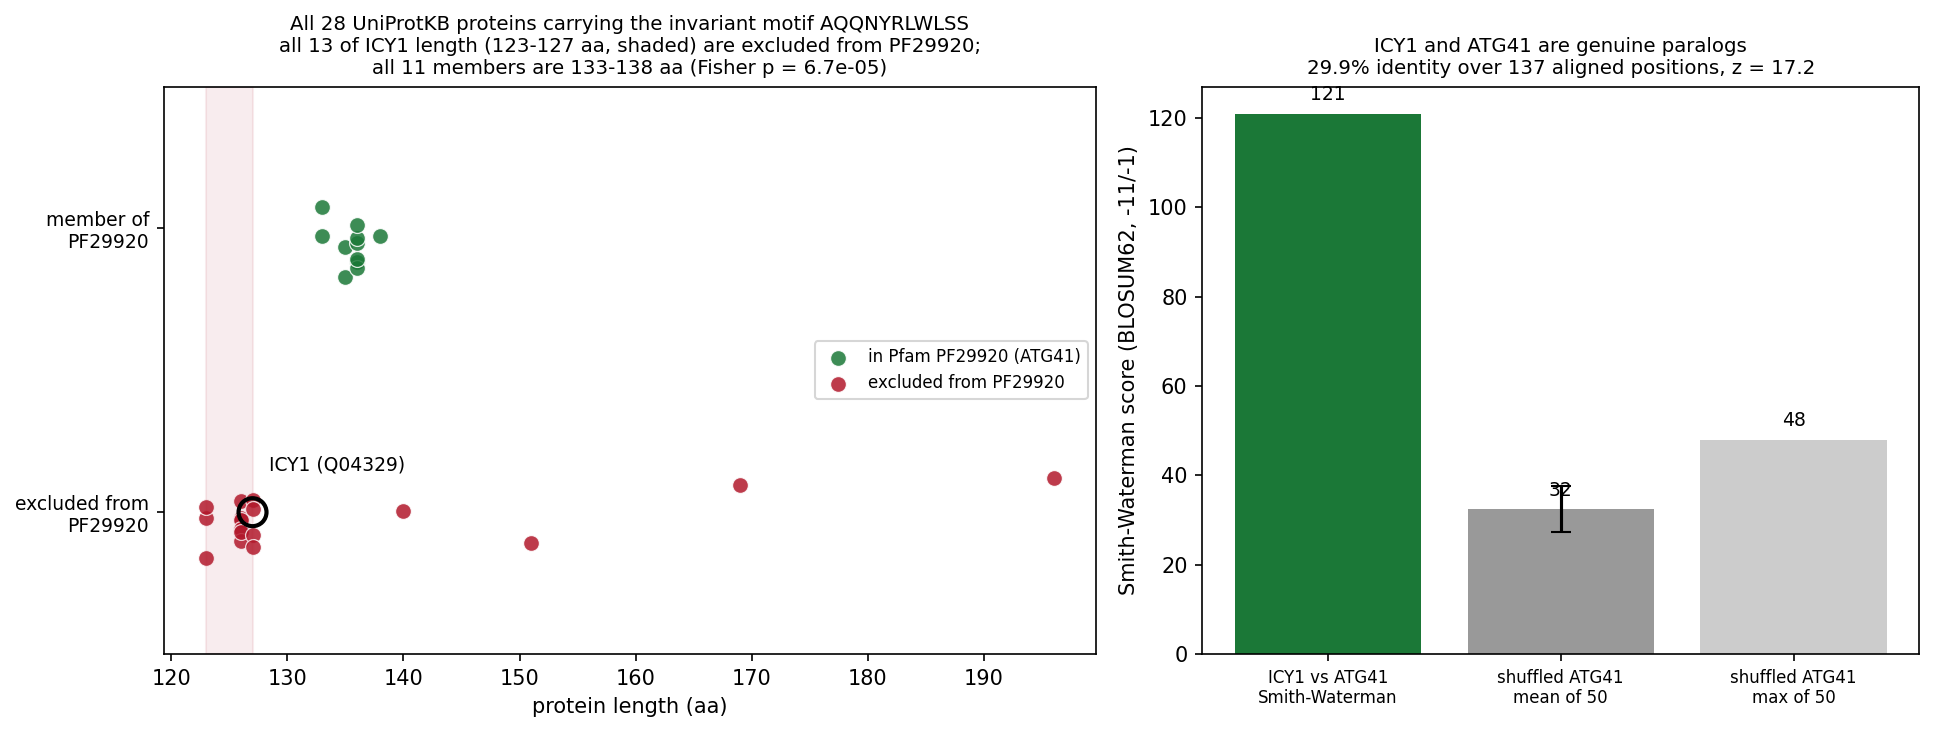 All 28 UniProtKB proteins carrying the invariant motif AQQNYRLWLSS
all 13 of ICY1 length (123-127 aa, shaded) are excluded from PF29920;
all 11 members are 133-138 aa (Fisher p = 6.7e-05)
member of
PF29920
excluded from
PF29920
in Pfam PF29920 (ATG41)
excluded from PF29920
ICY1 (Q04329)
120 130 140 150 160 170 180 190
protein length (aa)
ICY1 and ATG41 are genuine paralogs
29.9% identity over 137 aligned positions, z = 17.2
Smith-Waterman score (BLOSUM62, -11/-1)
120
100
80
60
40
20
0
121
32
48
ICY1 vs ATG41
Smith-Waterman
shuffled ATG41
mean of 50
shuffled ATG41
max of 50